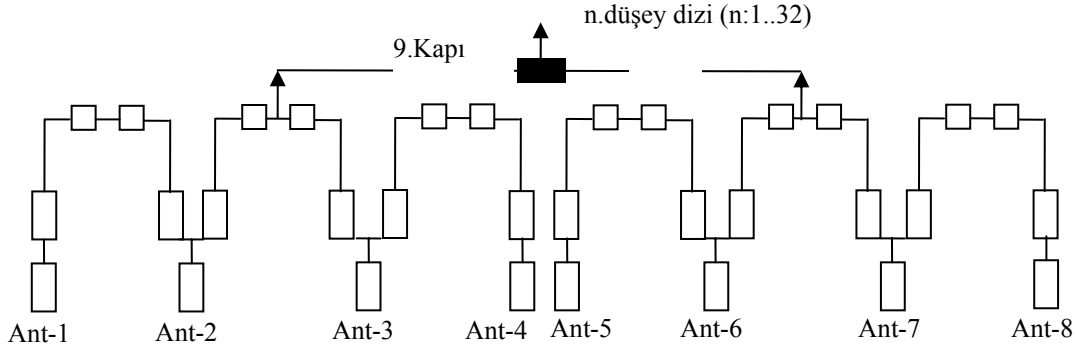 n.düşey dizi (n:1..32)
9.Kapı
Ant-1
Ant-2
Ant-3
Ant-4
Ant-5
Ant-6
Ant-7
Ant-8